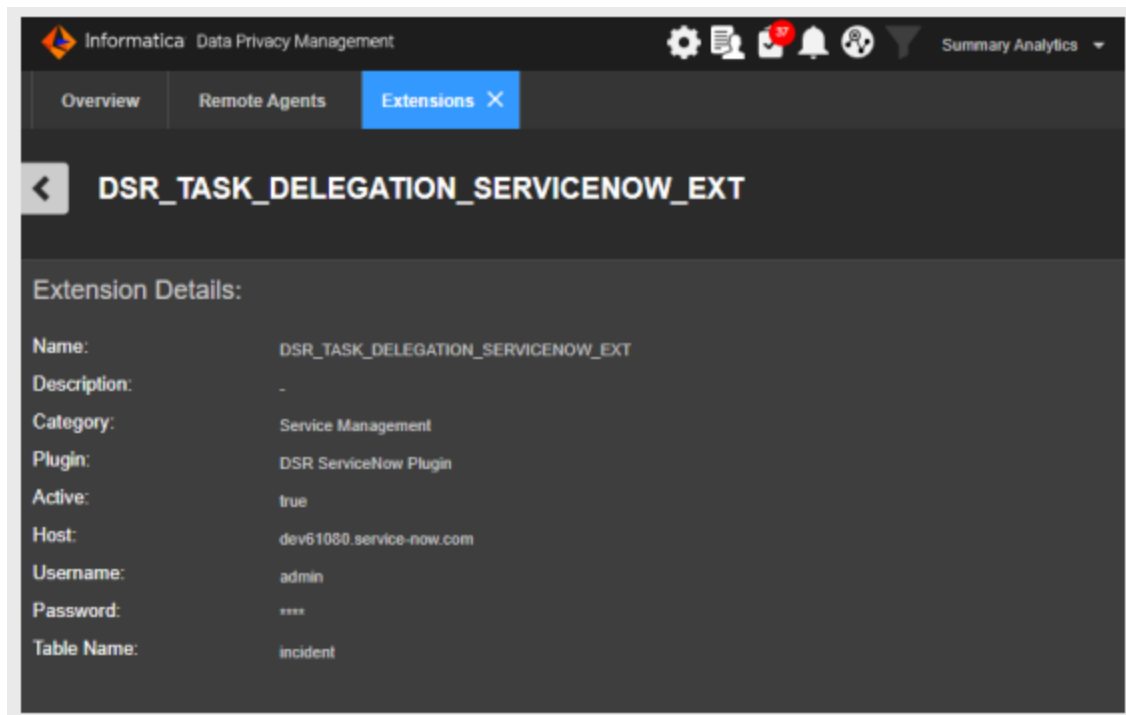 Informatica Data Privacy Management 37 Summary Analytics
Overview Remote Agents Extensions
DSR_TASK_DELEGATION_SERVICENOW_EXT
Extension Details:
Name: DSR_TASK_DELEGATION_SERVICENOW_EXT
Description: -
Category: Service Management
Plugin: DSR ServiceNow Plugin
Active: true
Host: dev61080.service-now.com
Username: admin
Password: ****
Table Name: incident